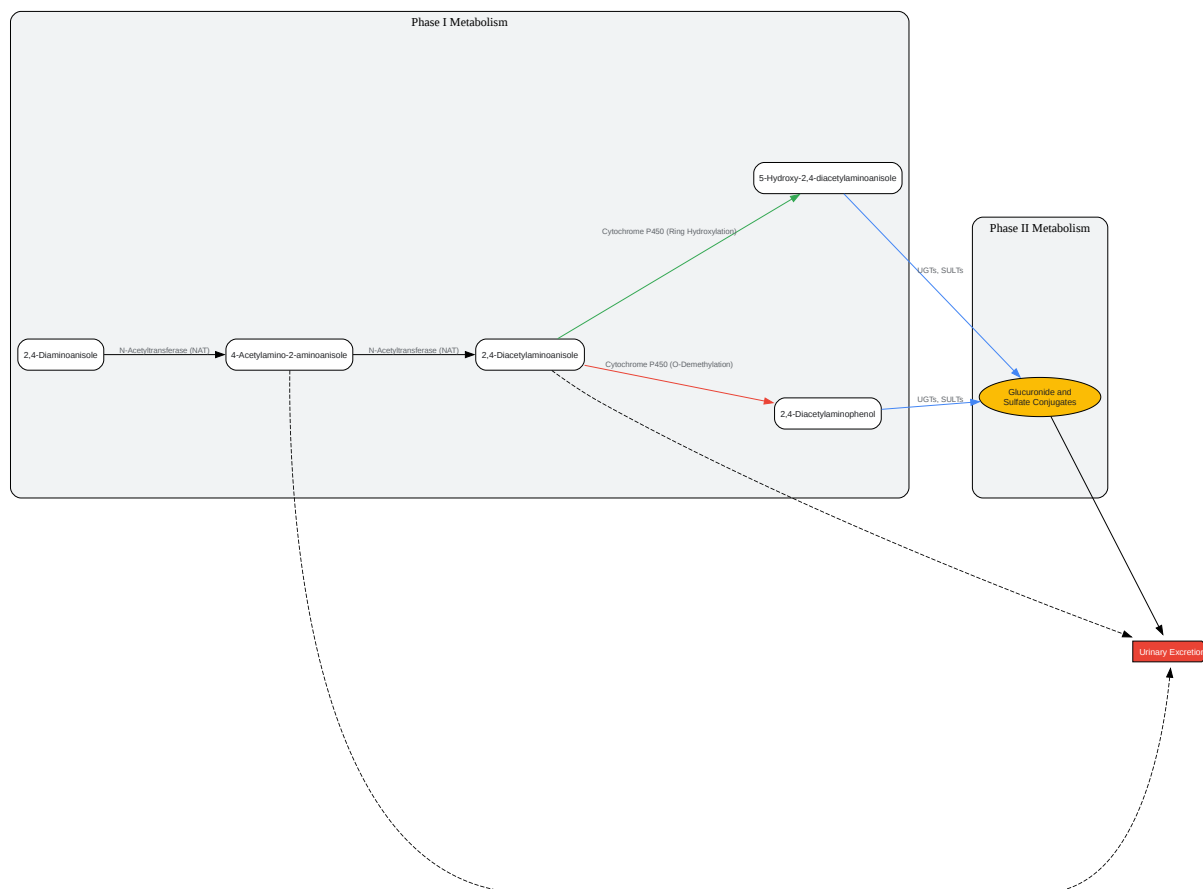 Phase I Metabolism
5-Hydroxy-2,4-diacetylaminoanisole
Phase II Metabolism
Cytochrome P450 (Ring Hydroxylation)
UGTs, SULTs
2,4-Diaminoanisole
N-Acetyltransferase (NAT)
4-Acetylamino-2-aminoanisole
N-Acetyltransferase (NAT)
2,4-Diacetylaminoanisole
Cytochrome P450 (O-Demethylation)
2,4-Diacetylaminophenol
UGTs, SULTs
Glucuronide and
Sulfate Conjugates
Urinary Excretion